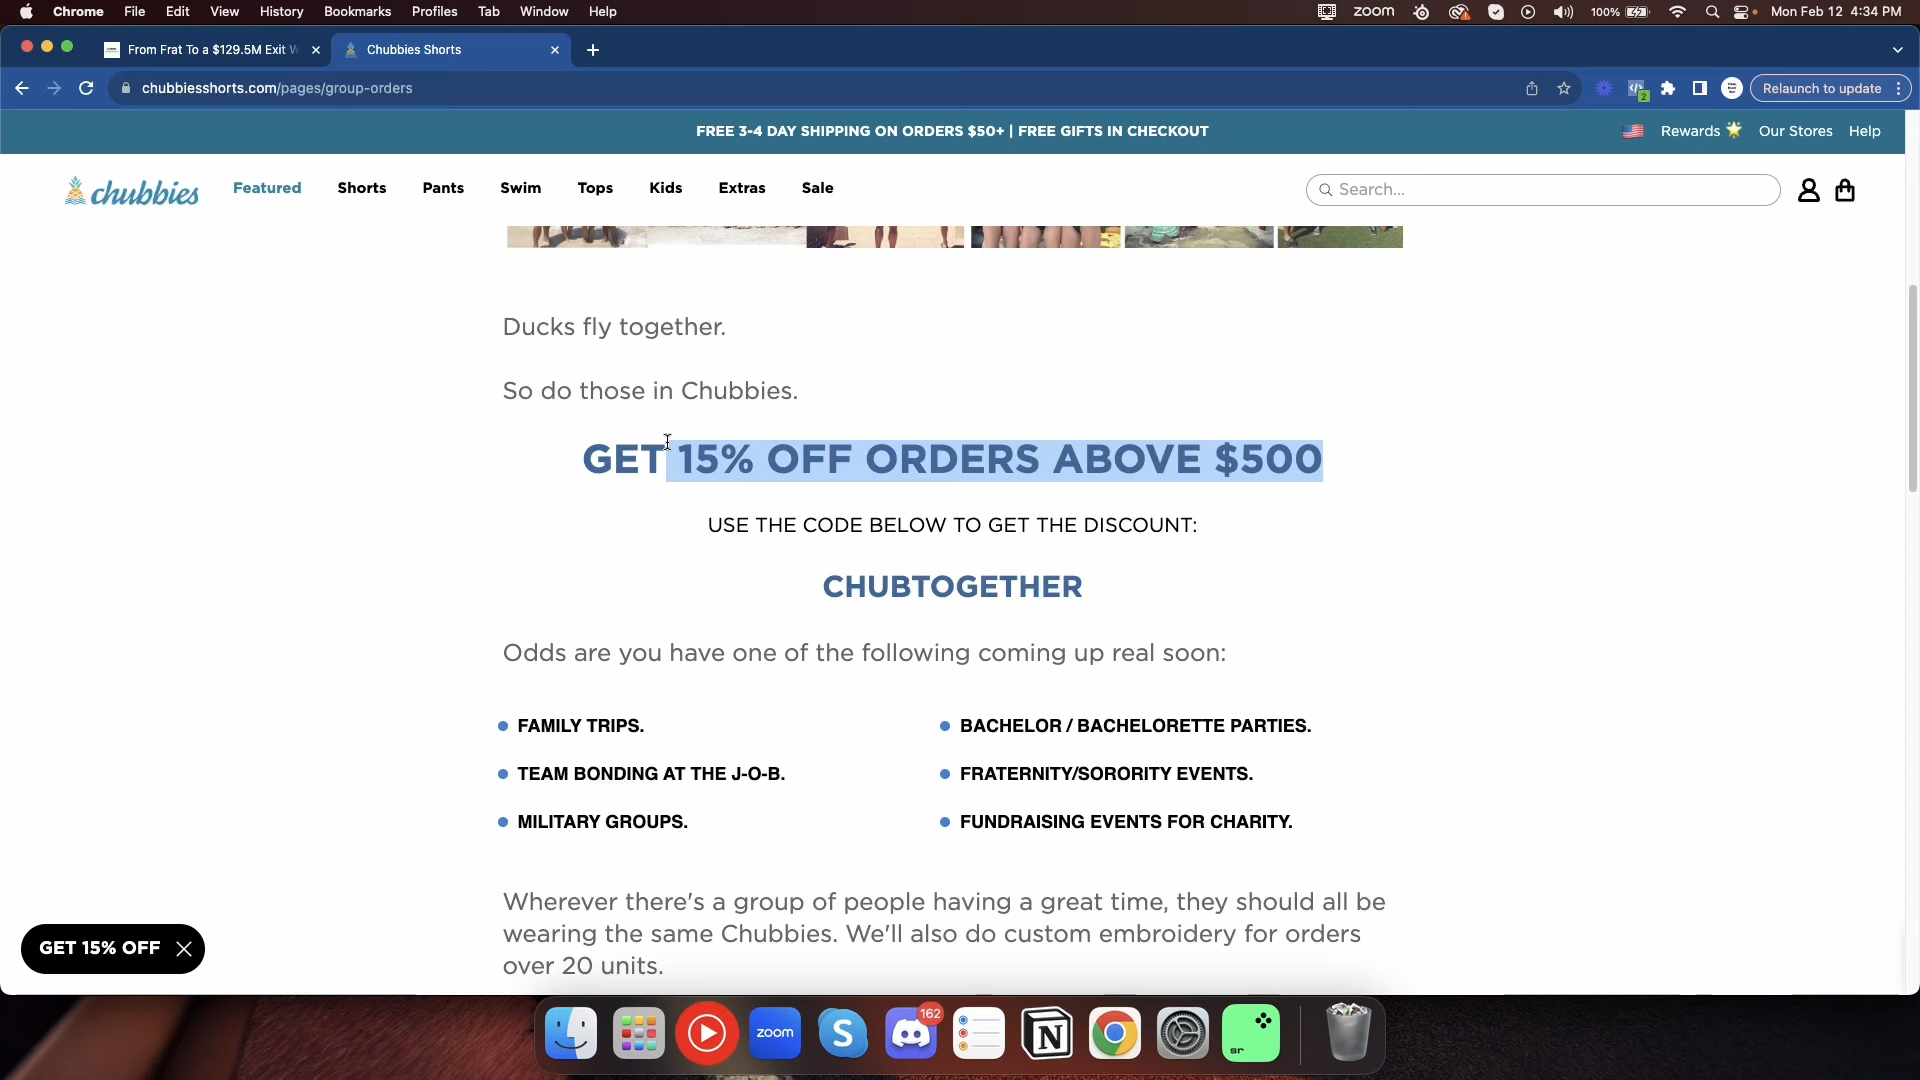 Chrome File Edit View History Bookmarks Profiles Tab Window Help
zoom 100% Mon Feb 12 4:34 PM
From Frat To a $129.5M Exit
Chubbies Shorts
chubbiesshorts.com/pages/group-orders
2
Relaunch to update
FREE 3-4 DAY SHIPPING ON ORDERS $50+ | FREE GIFTS IN CHECKOUT
Rewards Our Stores Help
chubbies Featured Shorts Pants Swim Tops Kids Extras Sale
Search...
Ducks fly together.
So do those in Chubbies.
GET 15% OFF ORDERS ABOVE $500
USE THE CODE BELOW TO GET THE DISCOUNT:
CHUBTOGETHER
Odds are you have one of the following coming up real soon:
FAMILY TRIPS.
BACHELOR / BACHELORETTE PARTIES.
TEAM BONDING AT THE J-O-B.
FRATERNITY/SORORITY EVENTS.
MILITARY GROUPS.
FUNDRAISING EVENTS FOR CHARITY.
Wherever there's a group of people having a great time, they should all be
wearing the same Chubbies. We'll also do custom embroidery for orders
over 20 units.
GET 15% OFF
zoom
162
sr